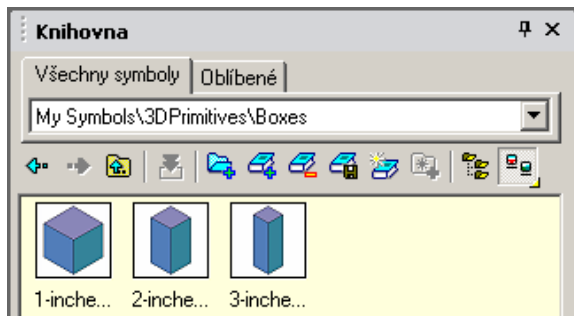 Knihovna
Všechny symboly Oblíbené
My Symbols\3DPrimitives\Boxes
1-inche... 2-inche... 3-inche...